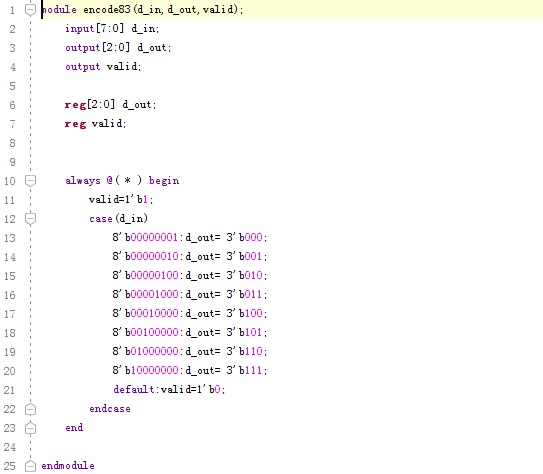 1 module encode83(d_in,d_out,valid);
2 input[7:0] d_in;
3 output[2:0] d_out;
4 output valid;
5
6 reg[2:0] d_out;
7 reg valid;
8
9
10 always @( * ) begin
11 valid=1'b1;
12 case(d_in)
13 8'b00000001:d_out= 3'b000;
14 8'b00000010:d_out= 3'b001;
15 8'b00000100:d_out= 3'b010;
16 8'b00001000:d_out= 3'b011;
17 8'b00010000:d_out= 3'b100;
18 8'b00100000:d_out= 3'b101;
19 8'b01000000:d_out= 3'b110;
20 8'b10000000:d_out= 3'b111;
21 default:valid=1'b0;
22 endcase
23 end
24
25 endmodule